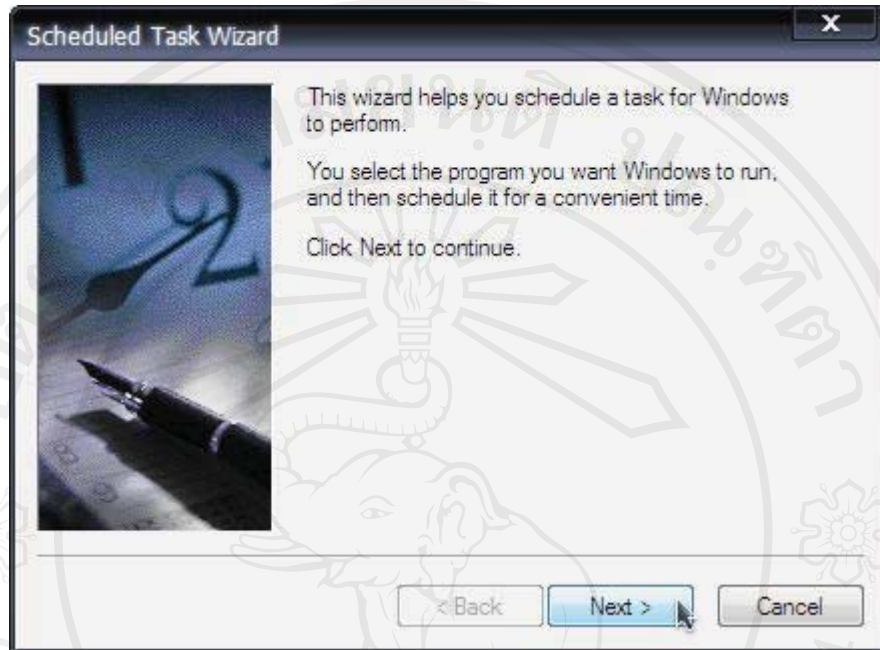 Scheduled Task Wizard
X
This wizard helps you schedule a task for Windows
to perform.
You select the program you want Windows to run,
and then schedule it for a convenient time.
Click Next to continue.
2
< Back
Next >
Cancel